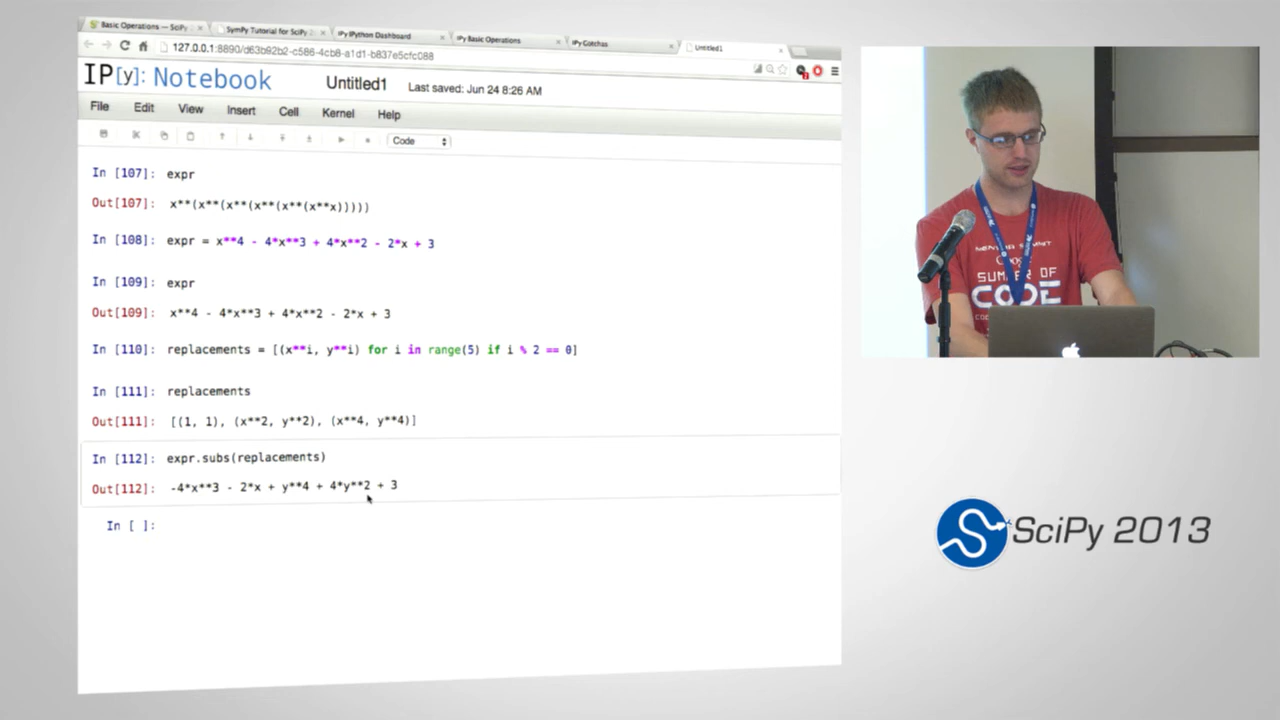 Basic Operations — SciPy
SymPy Tutorial for SciPy 2
IPy IPython Dashboard
IPy Basic Operations
IPy Gotchas
Untitled1
127.0.0.1:8890/d63b92b2-c586-4cb8-a1d1-b837e5cfc088
IP[y]: Notebook
Untitled1
Last saved: Jun 24 8:26 AM
File Edit View Insert Cell Kernel Help
Code
In [107]: expr
Out[107]: x**(x**(x**(x**(x**(x**x)))))
In [108]: expr = x**4 - 4*x**3 + 4*x**2 - 2*x + 3
In [109]: expr
Out[109]: x**4 - 4*x**3 + 4*x**2 - 2*x + 3
In [110]: replacements = [(x**i, y**i) for i in range(5) if i % 2 == 0]
In [111]: replacements
Out[111]: [(1, 1), (x**2, y**2), (x**4, y**4)]
In [112]: expr.subs(replacements)
Out[112]: -4*x**3 - 2*x + y**4 + 4*y**2 + 3
In [ ]:
SUMMIT
Google
SUMMER OF
CODE
SciPy 2013